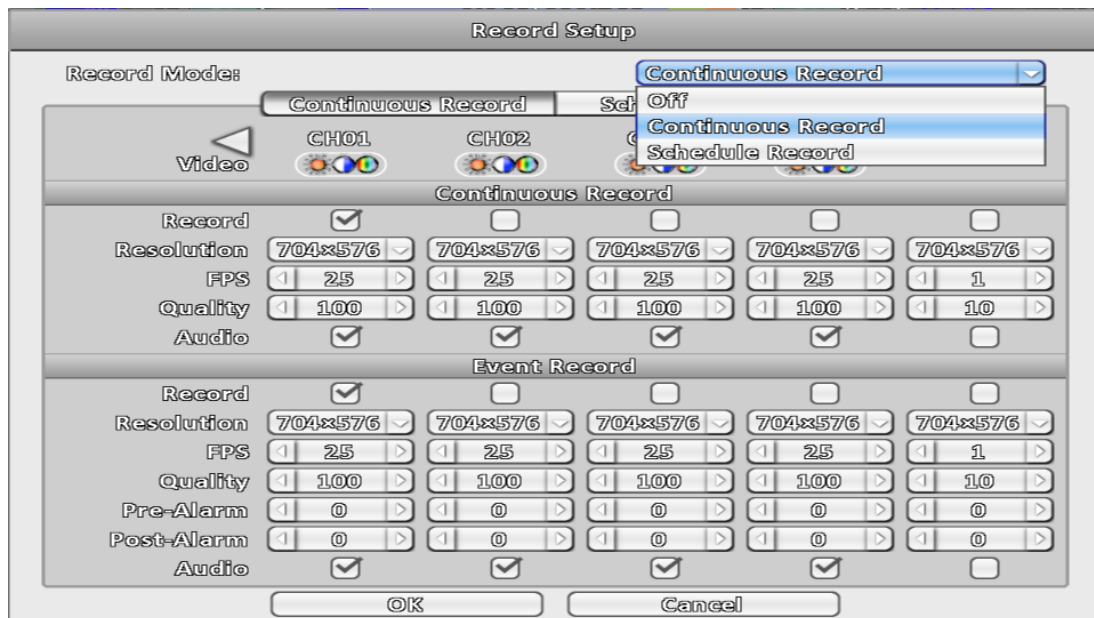 Record Setup
Record Mode: Continuous Record
Off
Continuous Record
Schedule Record
Continuous Record
Video CH01 CH02
Continuous Record
Record
Resolution 704x576 704x576 704x576 704x576 704x576
FPS 25 25 25 25 1
Quality 100 100 100 100 10
Audio
Event Record
Record
Resolution 704x576 704x576 704x576 704x576 704x576
FPS 25 25 25 25 1
Quality 100 100 100 100 10
Pre-Alarm 0 0 0 0 0
Post-Alarm 0 0 0 0 0
Audio
OK Cancel